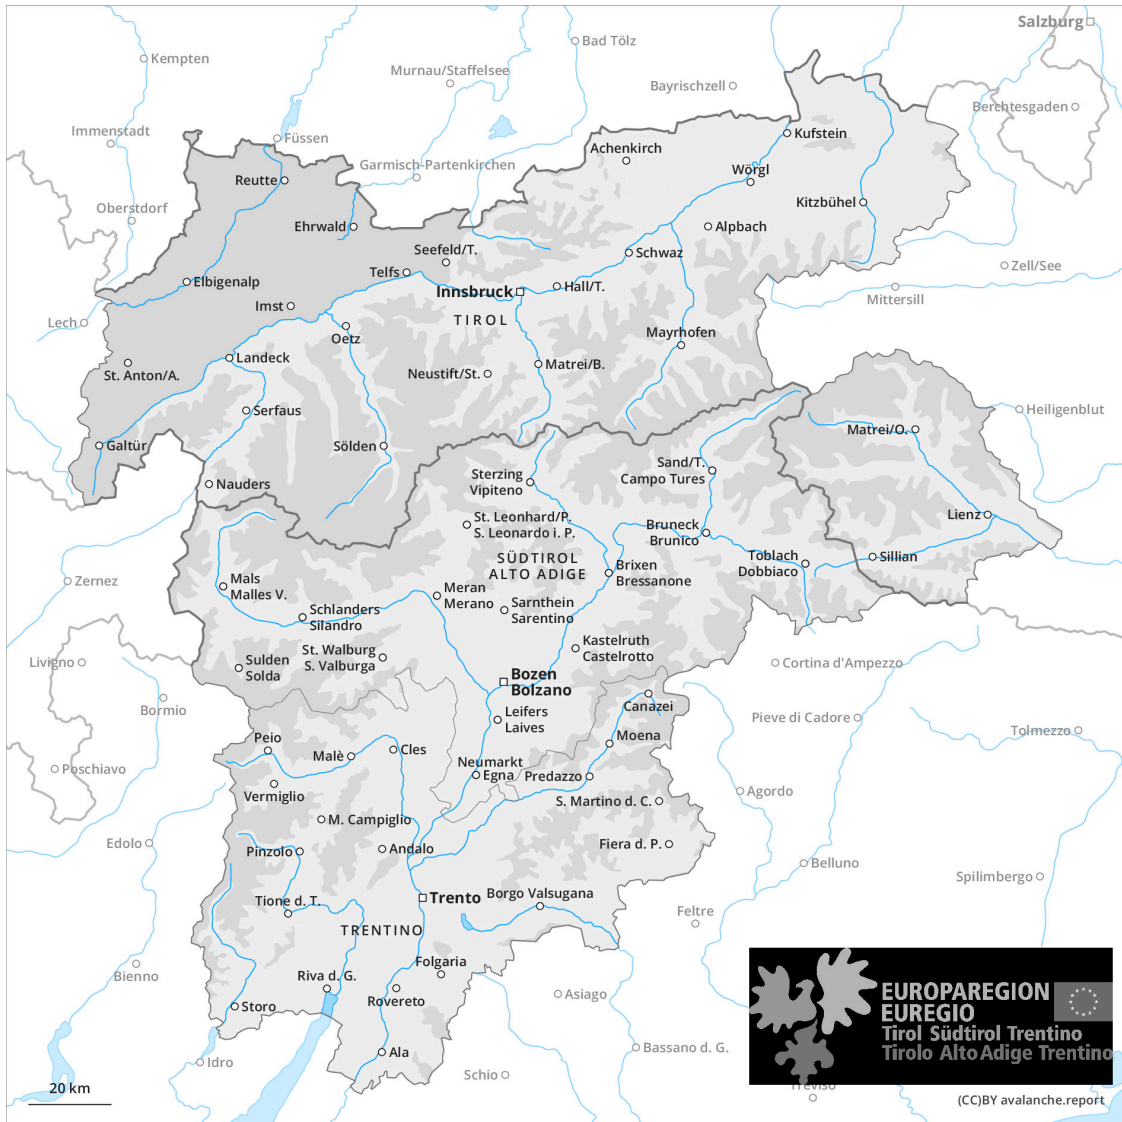 Salzburg
Bad Tölz
Kempten
Murnau/Staffelsee
Bayrischzell
Berchtesgaden
Immenstadt
Füssen
Kufstein
Achenkirch
Garmisch-Partenkirchen
Wörgl
Reutte
Kitzbühel
Oberstdorf
Ehrwald
Alpbach
Seefeld/T.
Schwaz
Zell/See
Telfs
Elbigenalp
Innsbruck
Hall/T.
Mittersill
Imst
Lech
TIROL
Oetz
Mayrhofen
Landeck
Matrei/B.
St. Anton/A.
Neustift/St.
Serfaus
Heiligenblut
Matrei/O.
Galtür
Sölden
Sand/T.
Campo Tures
Sterzing
Vipiteno
Nauders
St. Leonhard/P.
S. Leonardo i. P.
Lienz
Bruneck
Brunico
SÜDTIROL
ALTO ADIGE
Toblach
Dobbiaco
Sillian
Brixen
Bressanone
Zernez
Mals
Malles V.
Meran
Merano
Sarnthein
Sarentino
Schlanders
Silandro
Kastelruth
Castelrotto
St. Walburg
S. Valburga
Livigno
Sulden
Solda
Cortina d'Ampezzo
Bozen
Bolzano
Bormio
Canazei
Leifers
Laives
Pieve di Cadore
Tolmezzo
Moena
Peio
Malè
Cles
Neumarkt
Egna
Predazzo
Poschiavo
Vermiglio
Agordo
S. Martino d. C.
M. Campiglio
Edolo
Pinzolo
Andalo
Fiera d. P.
Belluno
Spilimbergo
Tione d. T.
Trento
Borgo Valsugana
Feltre
TRENTINO
Folgaria
Bienno
Riva d. G.
Rovereto
Asiago
Storo
EUROPAREGION
EUREGIO
Tirol Südtirol Trentino
Tirolo Alto Adige Trentino
Ala
Idro
Bassano d. G.
Schio
Treviso
20 km
(CC)BY avalanche.report